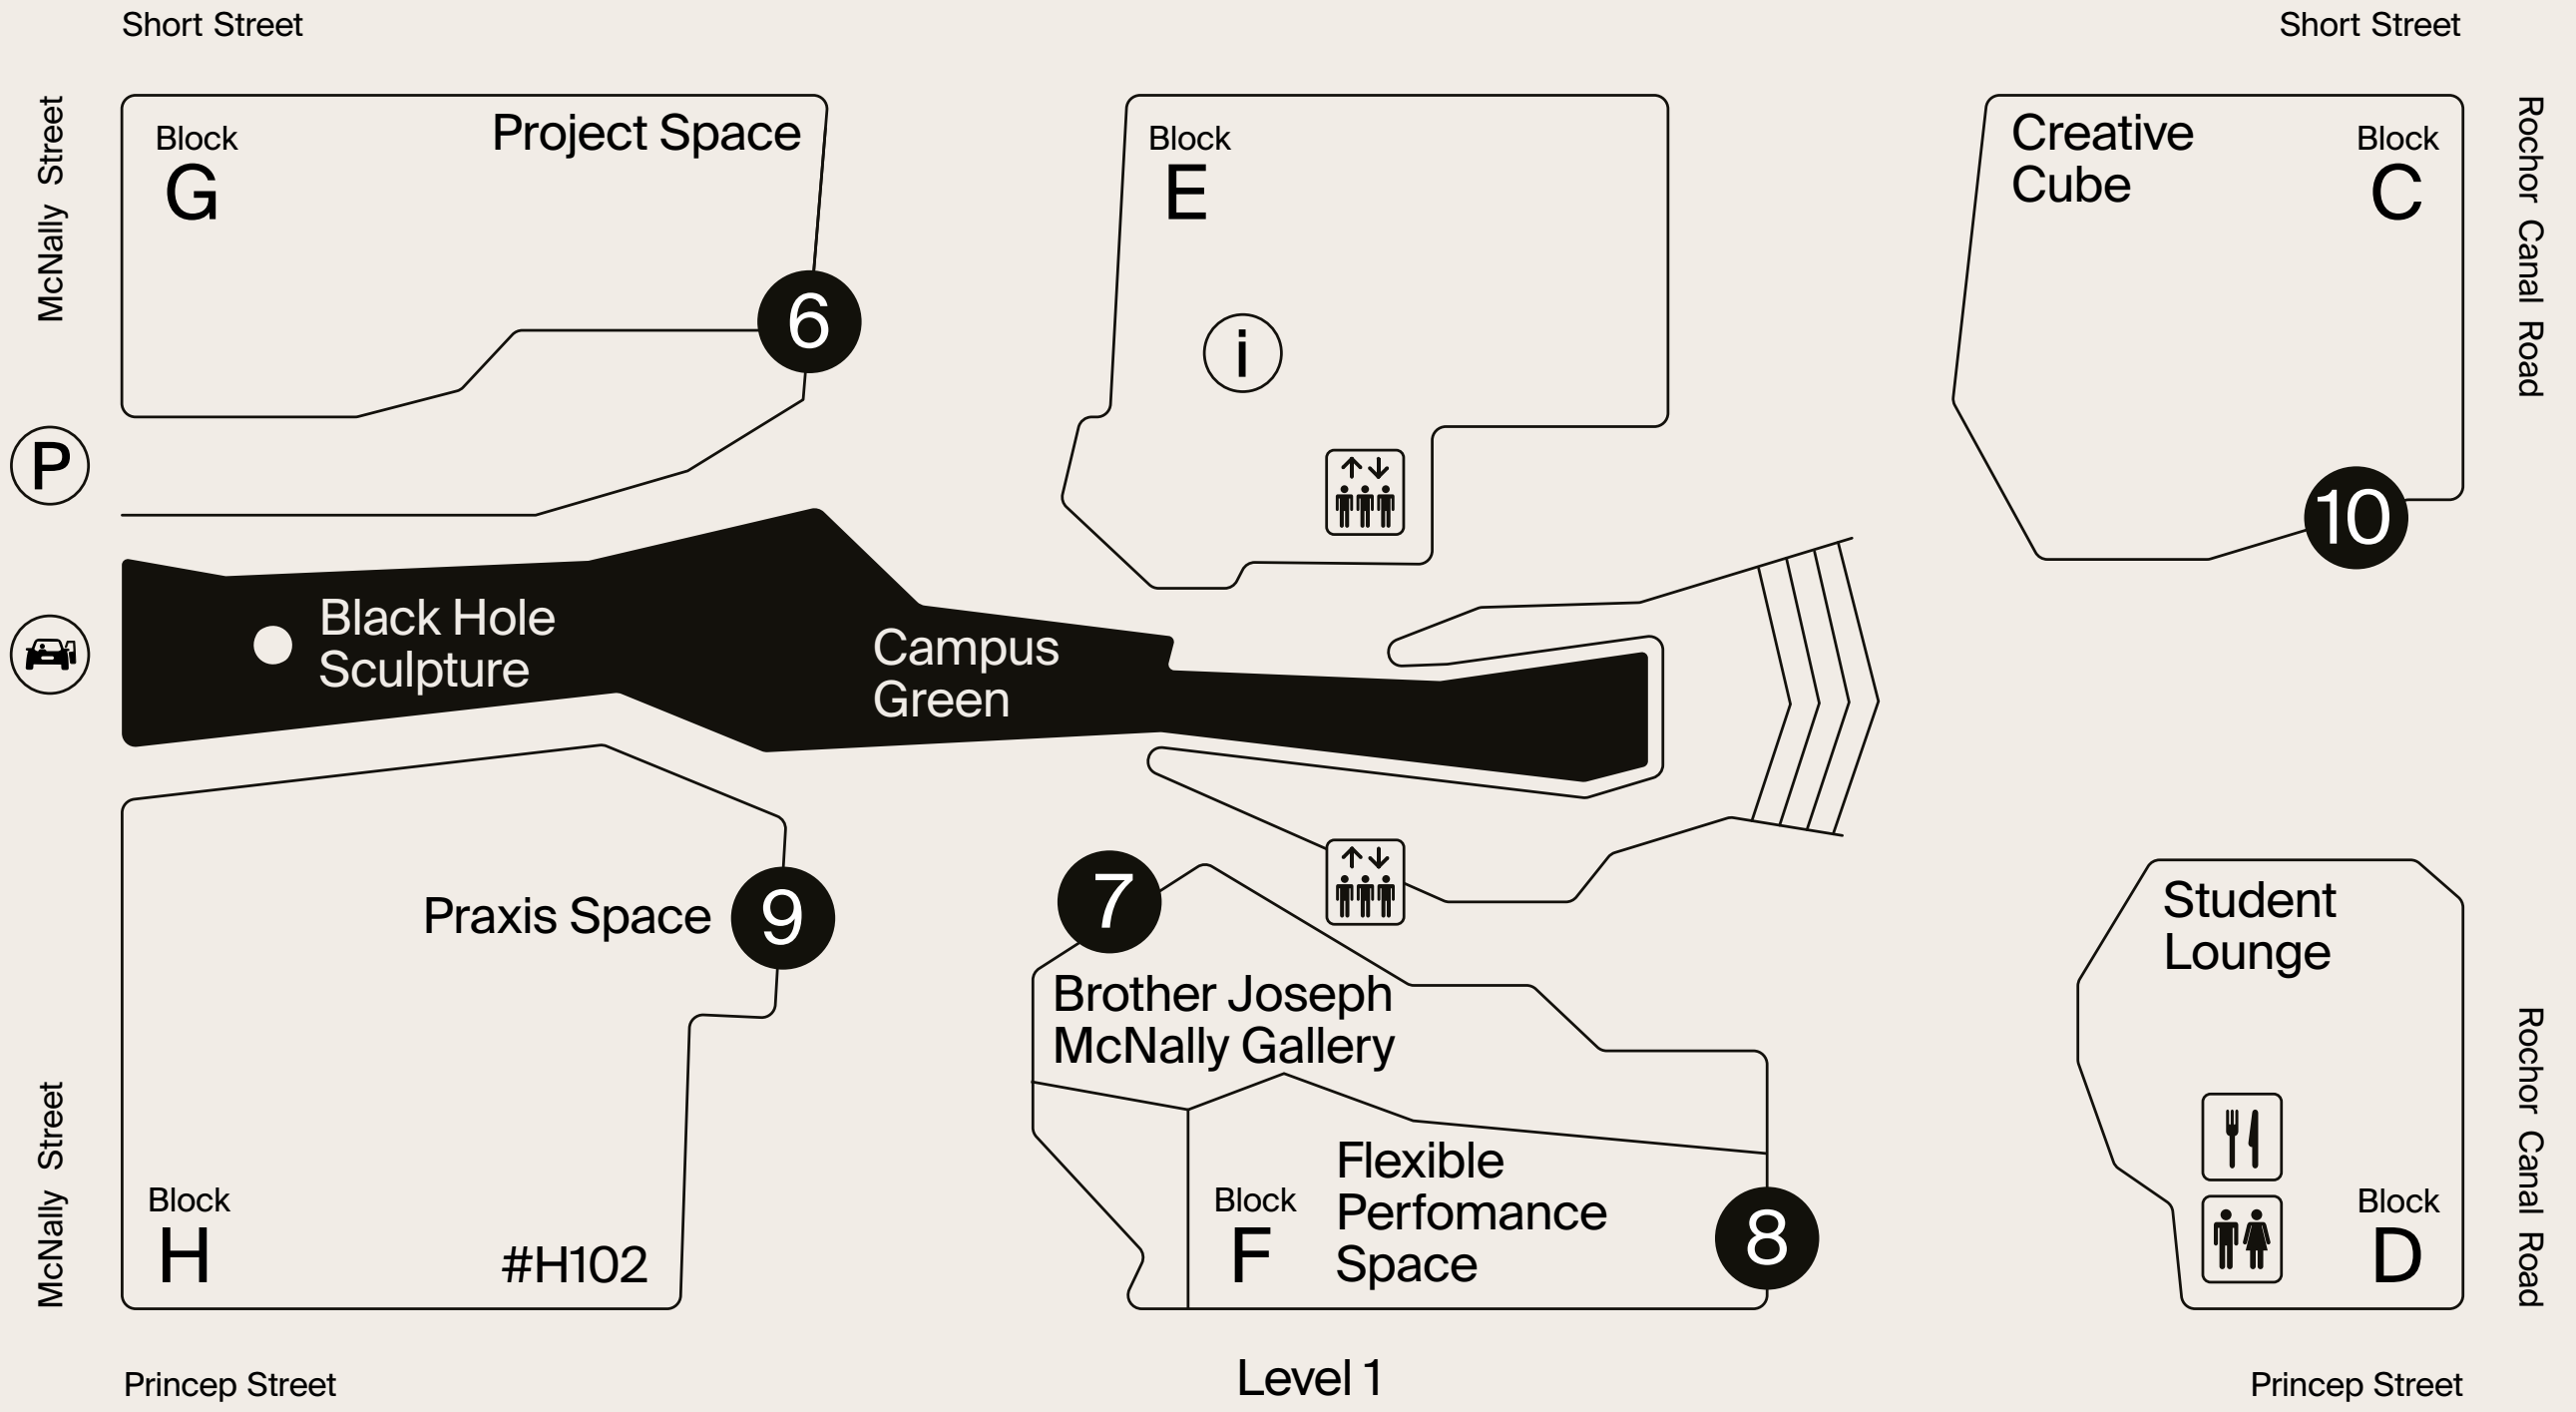 Short Street
Short Street
McNally Street
Block
G
Project Space
6
Block
E
i
Creative
Cube
Block
C
10
Rochor Canal Road
P
Black Hole
Sculpture
Campus
Green
Praxis Space
9
7
Brother Joseph
McNally Gallery
Student
Lounge
McNally Street
Block
H
#H102
Block
F
Flexible
Perfomance
Space
8
Block
D
Rochor Canal Road
Princep Street
Level 1
Princep Street